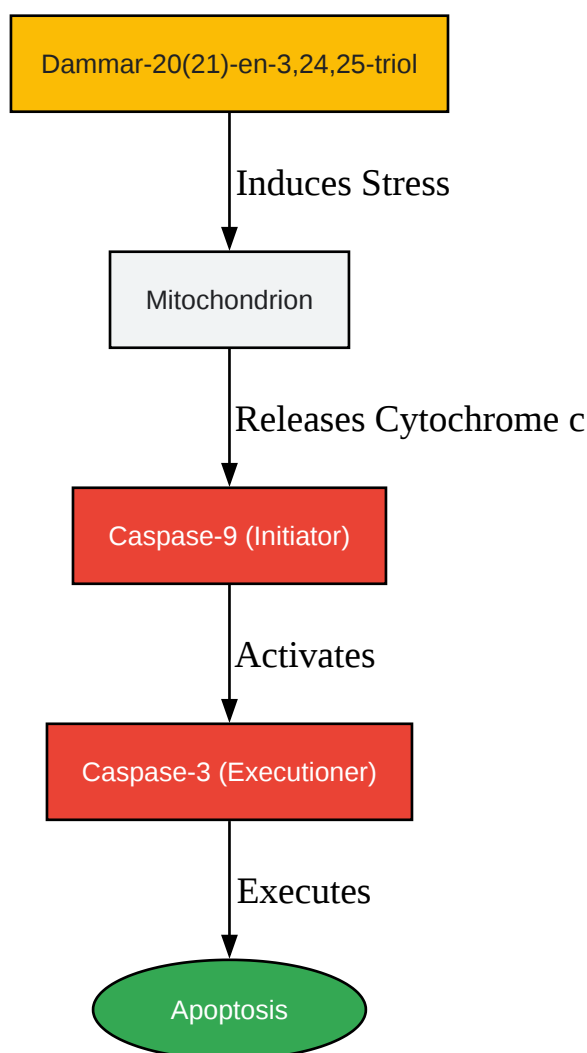 Dammar-20(21)-en-3,24,25-triol
Induces Stress
Mitochondrion
Releases Cytochrome c
Caspase-9 (Initiator)
Activates
Caspase-3 (Executioner)
Executes
Apoptosis